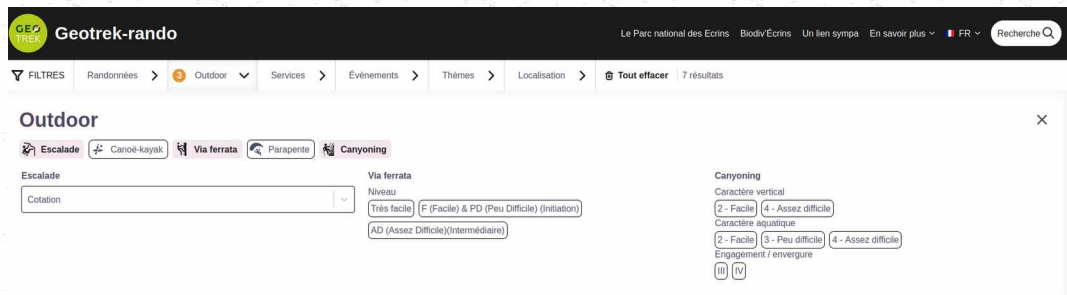 GEO TREK Geotrek-rando Le Parc national des Ecrins Biodiv'Écrins Un lien sympa En savoir plus FR Recherche
FILTRES Randonnées 3 Outdoor Services Évènements Thèmes Localisation Tout effacer 7 résultats
Outdoor
Escalade Canoë-kayak Via ferrata Parapente Canyoning
Escalade
Cotation
Via ferrata
Niveau
Très facile F (Facile) & PD (Peu Difficile) (Initiation)
AD (Assez Difficile)(Intermédiaire)
Canyoning
Caractère vertical
2 - Facile 4 - Assez difficile
Caractère aquatique
2 - Facile 3 - Peu difficile 4 - Assez difficile
Engagement / envergure
III IV